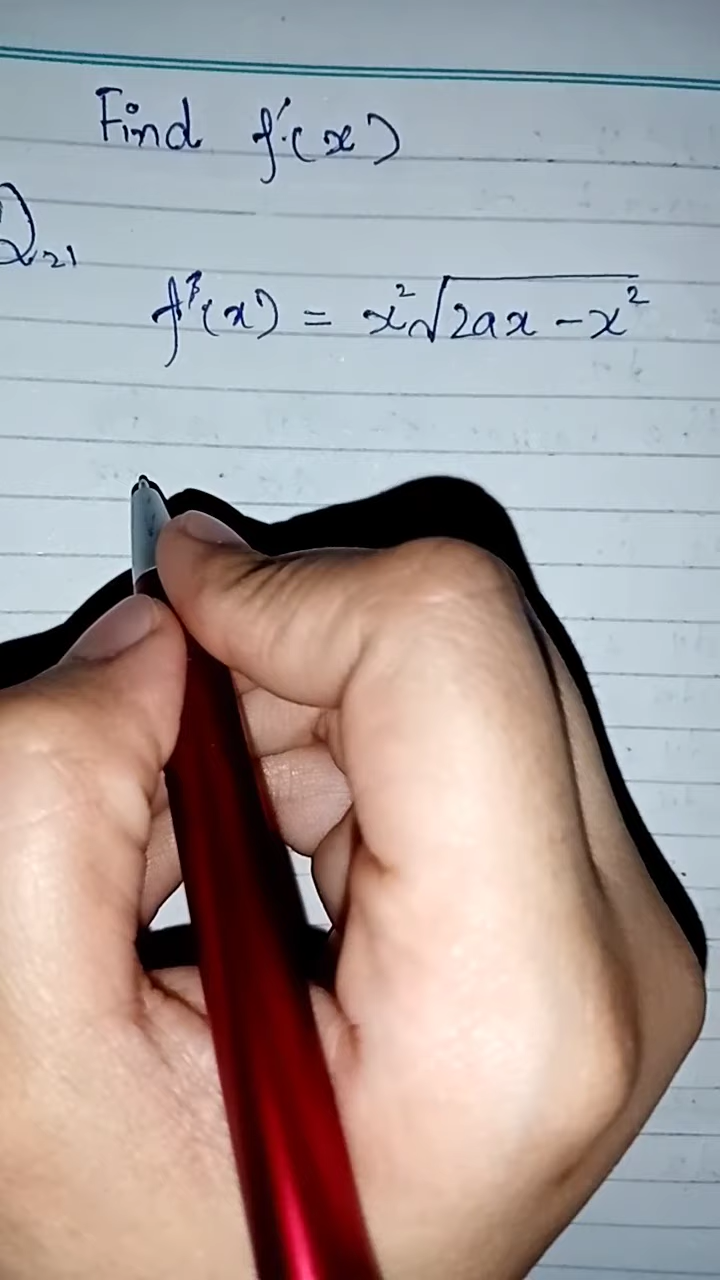 Find f'(x)
Q21
f'(x) = x²√2ax - x²